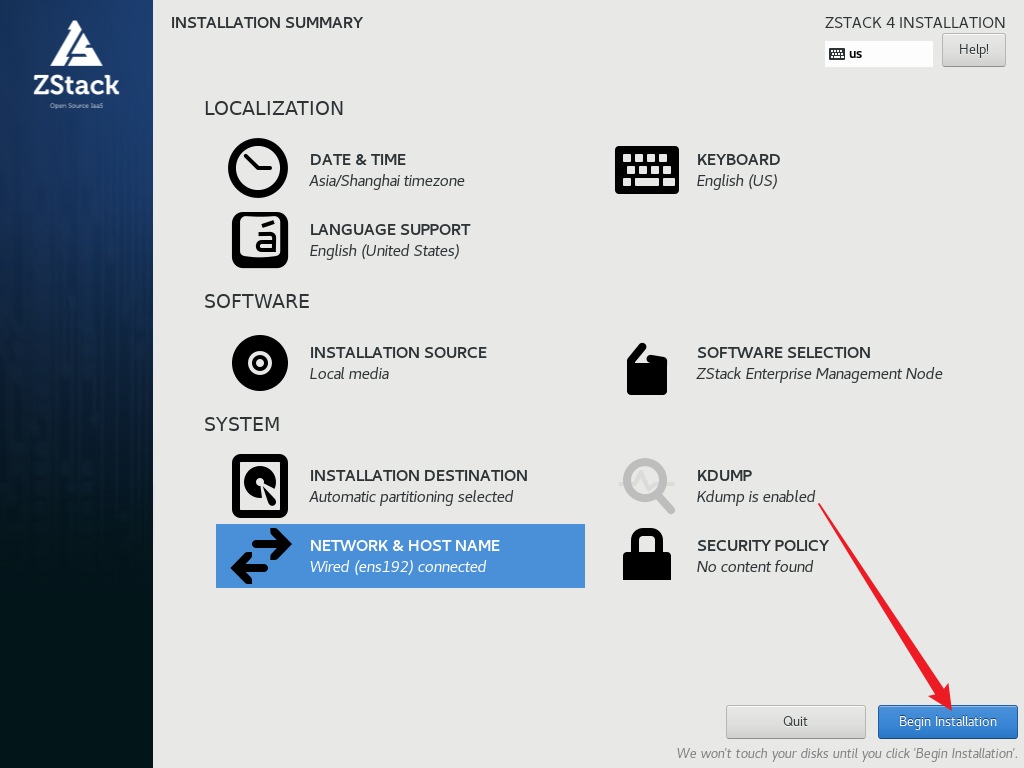 INSTALLATION SUMMARY
ZSTACK 4 INSTALLATION
us
Help!
ZStack
Open Source IaaS
LOCALIZATION
DATE & TIME
Asia/Shanghai timezone
KEYBOARD
English (US)
LANGUAGE SUPPORT
English (United States)
SOFTWARE
INSTALLATION SOURCE
Local media
SOFTWARE SELECTION
ZStack Enterprise Management Node
SYSTEM
INSTALLATION DESTINATION
Automatic partitioning selected
KDUMP
Kdump is enabled
NETWORK & HOST NAME
Wired (ens192) connected
SECURITY POLICY
No content found
Quit
Begin Installation
We won't touch your disks until you click 'Begin Installation'.